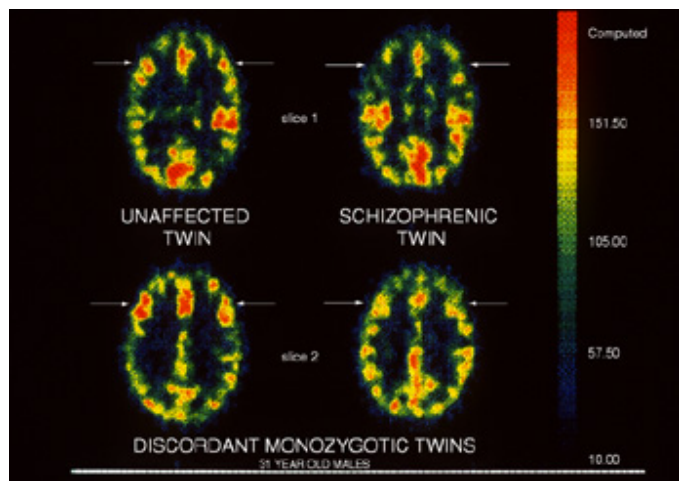 Computed
slice 1
151.50
UNAFFECTED
TWIN
SCHIZOPHRENIC
TWIN
105.00
slice 2
57.50
DISCORDANT MONOZYGOTIC TWINS
31 YEAR OLD MALES
10.00